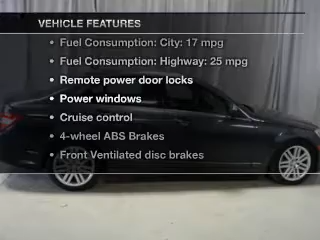 VEHICLE FEATURES
• Fuel Consumption: City: 17 mpg
• Fuel Consumption: Highway: 25 mpg
• Remote power door locks
• Power windows
• Cruise control
• 4-wheel ABS Brakes
• Front Ventilated disc brakes